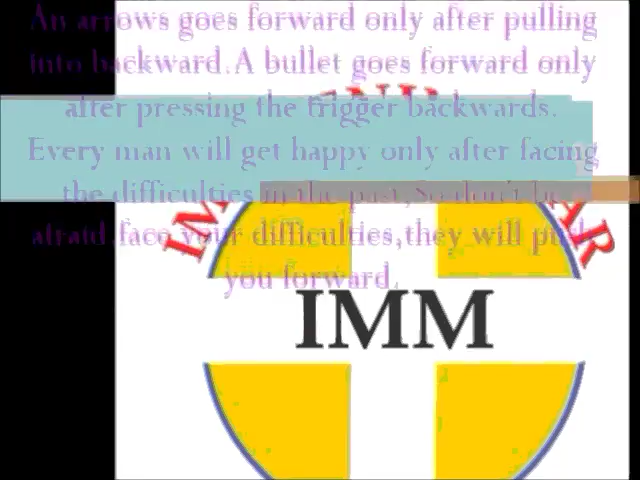 An arrows goes forward only after pulling
into backward.A bullet goes forward only
after pressing the trigger backwards.
Every man will get happy only after facing
the difficulties in the past,So don't be
afraid face your difficulties,they will push
you forward.
IMM